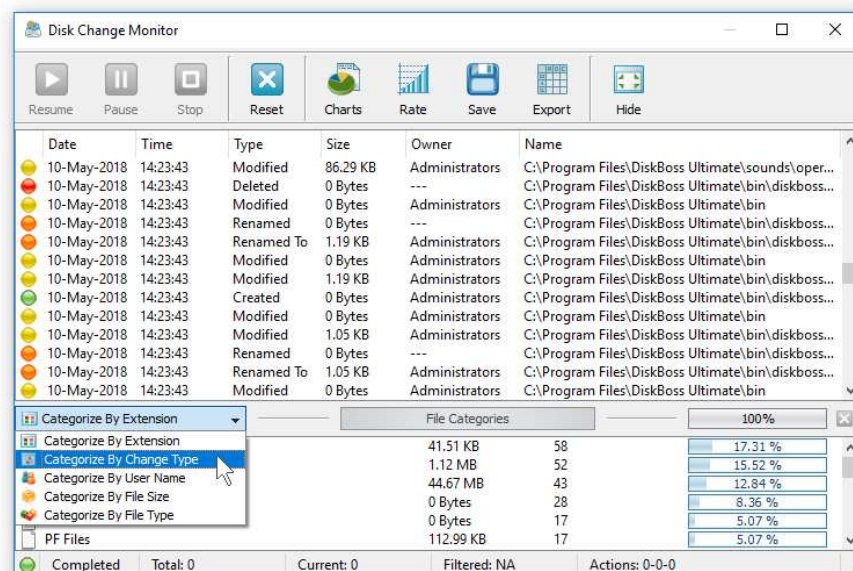 Disk Change Monitor
Resume Pause Stop Reset Charts Rate Save Export Hide
Date Time Type Size Owner Name
10-May-2018 14:23:43 Modified 86.29 KB Administrators C:\Program Files\DiskBoss Ultimate\sounds\oper...
10-May-2018 14:23:43 Deleted 0 Bytes --- C:\Program Files\DiskBoss Ultimate\bin\diskboss...
10-May-2018 14:23:43 Modified 0 Bytes Administrators C:\Program Files\DiskBoss Ultimate\bin
10-May-2018 14:23:43 Renamed 0 Bytes --- C:\Program Files\DiskBoss Ultimate\bin\diskboss...
10-May-2018 14:23:43 Renamed To 1.19 KB Administrators C:\Program Files\DiskBoss Ultimate\bin\diskboss...
10-May-2018 14:23:43 Modified 0 Bytes Administrators C:\Program Files\DiskBoss Ultimate\bin
10-May-2018 14:23:43 Modified 1.19 KB Administrators C:\Program Files\DiskBoss Ultimate\bin\diskboss...
10-May-2018 14:23:43 Created 0 Bytes Administrators C:\Program Files\DiskBoss Ultimate\bin\diskboss...
10-May-2018 14:23:43 Modified 0 Bytes Administrators C:\Program Files\DiskBoss Ultimate\bin
10-May-2018 14:23:43 Modified 1.05 KB Administrators C:\Program Files\DiskBoss Ultimate\bin\diskboss...
10-May-2018 14:23:43 Renamed 0 Bytes --- C:\Program Files\DiskBoss Ultimate\bin\diskboss...
10-May-2018 14:23:43 Renamed To 1.05 KB Administrators C:\Program Files\DiskBoss Ultimate\bin\diskboss...
10-May-2018 14:23:43 Modified 0 Bytes Administrators C:\Program Files\DiskBoss Ultimate\bin
Categorize By Extension File Categories 100%
Categorize By Extension 41.51 KB 58 17.31 %
Categorize By Change Type 1.12 MB 52 15.52 %
Categorize By User Name 44.67 MB 43 12.84 %
Categorize By File Size 0 Bytes 28 8.36 %
Categorize By File Type 0 Bytes 17 5.07 %
PF Files 112.99 KB 17 5.07 %
Completed Total: 0 Current: 0 Filtered: NA Actions: 0-0-0